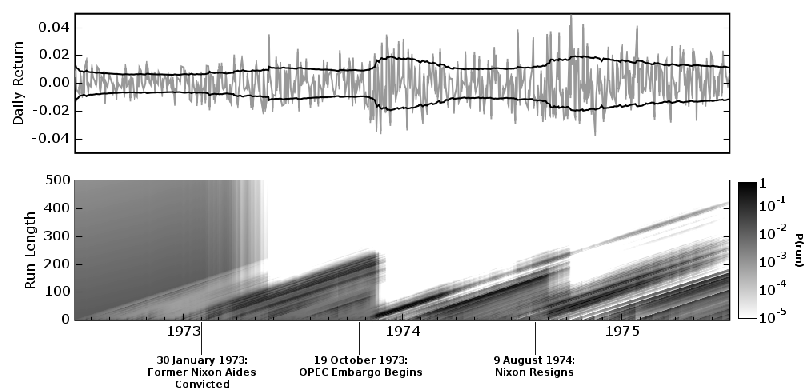 Daily Return
0.04
0.02
0.00
-0.02
-0.04
Run Length
500
400
300
200
100
0
1973
1974
1975
30 January 1973:
Former Nixon Aides
Convicted
19 October 1973:
OPEC Embargo Begins
9 August 1974:
Nixon Resigns
1
10-1
10-2
10-3
10-4
10-5
P(run)